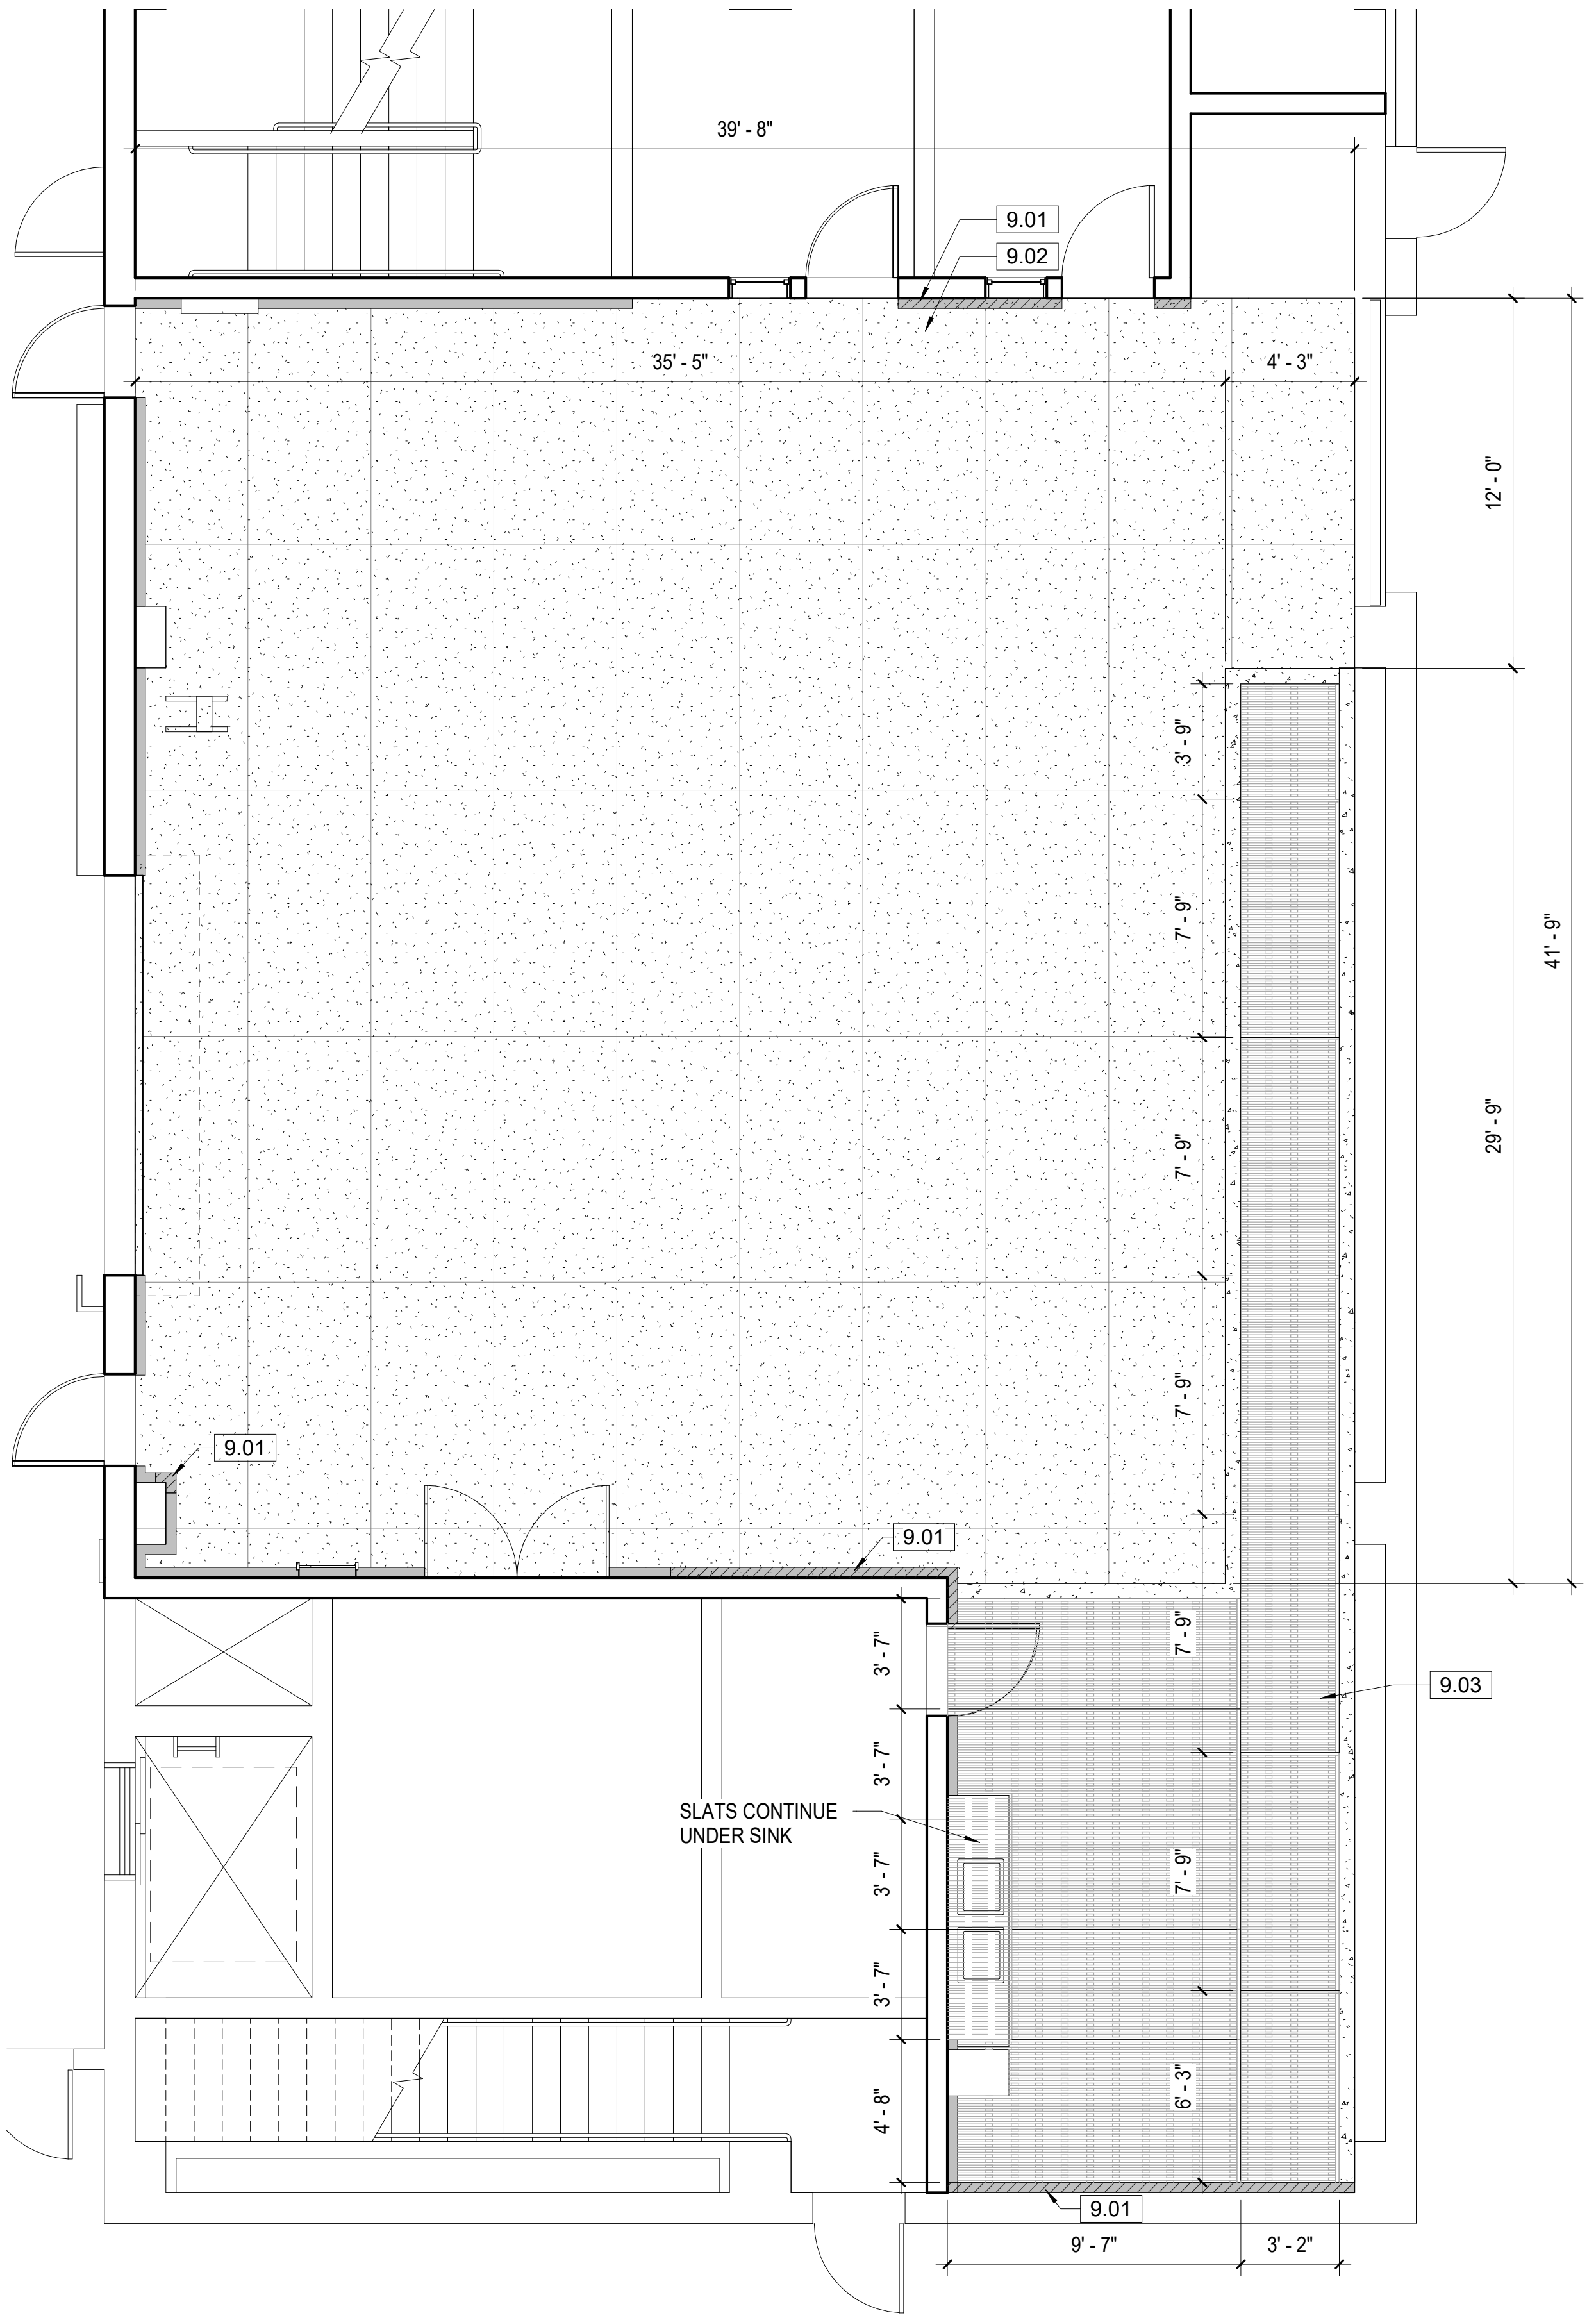 39' - 8"
9.01
9.02
35' - 5"
4' - 3"
12' - 0"
3' - 9"
7' - 9"
41' - 9"
29' - 9"
7' - 9"
7' - 9"
9.01
9.01
7' - 9"
3' - 7"
9.03
3' - 7"
SLATS CONTINUE
UNDER SINK
3' - 7"
7' - 9"
3' - 7"
6' - 3"
4' - 8"
9.01
9' - 7"
3' - 2"